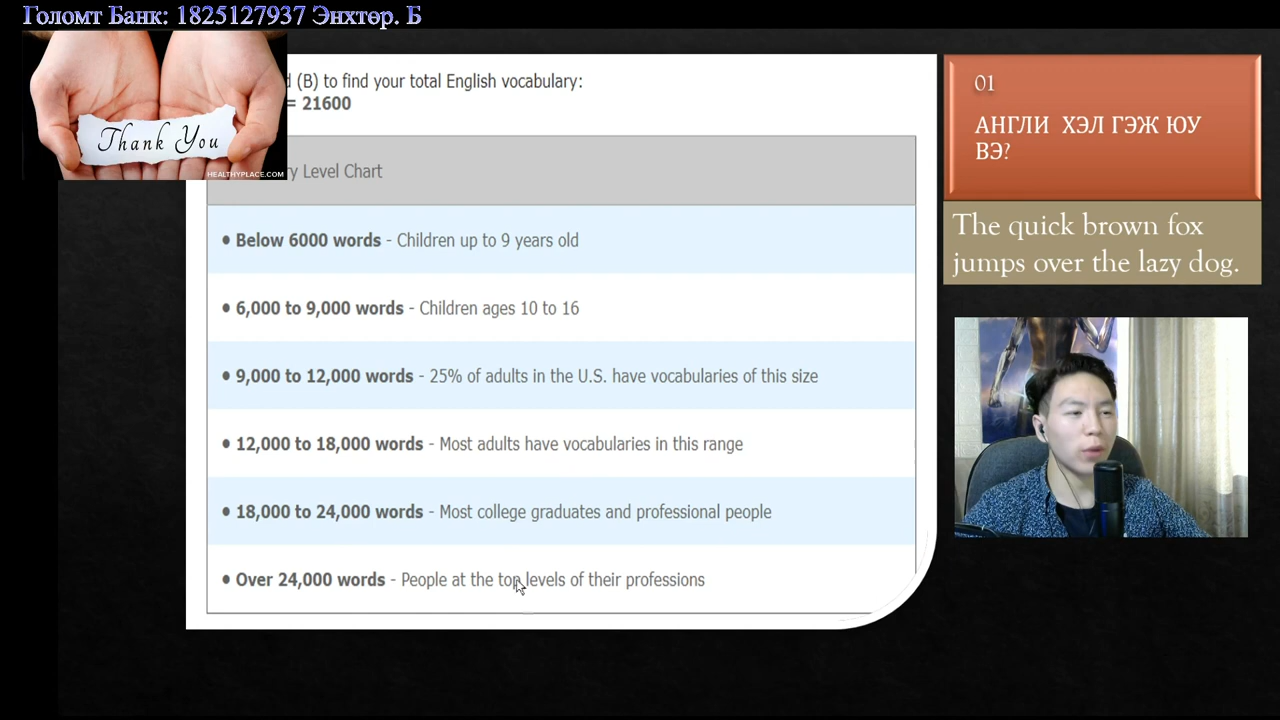 Голомт Банк: 1825127937 Энхтөр. Б
Thank You
HEALTHYPLACE.COM
(B) to find your total English vocabulary:
= 21600
Level Chart
• Below 6000 words - Children up to 9 years old
• 6,000 to 9,000 words - Children ages 10 to 16
• 9,000 to 12,000 words - 25% of adults in the U.S. have vocabularies of this size
• 12,000 to 18,000 words - Most adults have vocabularies in this range
• 18,000 to 24,000 words - Most college graduates and professional people
• Over 24,000 words - People at the top levels of their professions
01
АНГЛИ ХЭЛ ГЭЖ ЮУ
ВЭ?
The quick brown fox
jumps over the lazy dog.